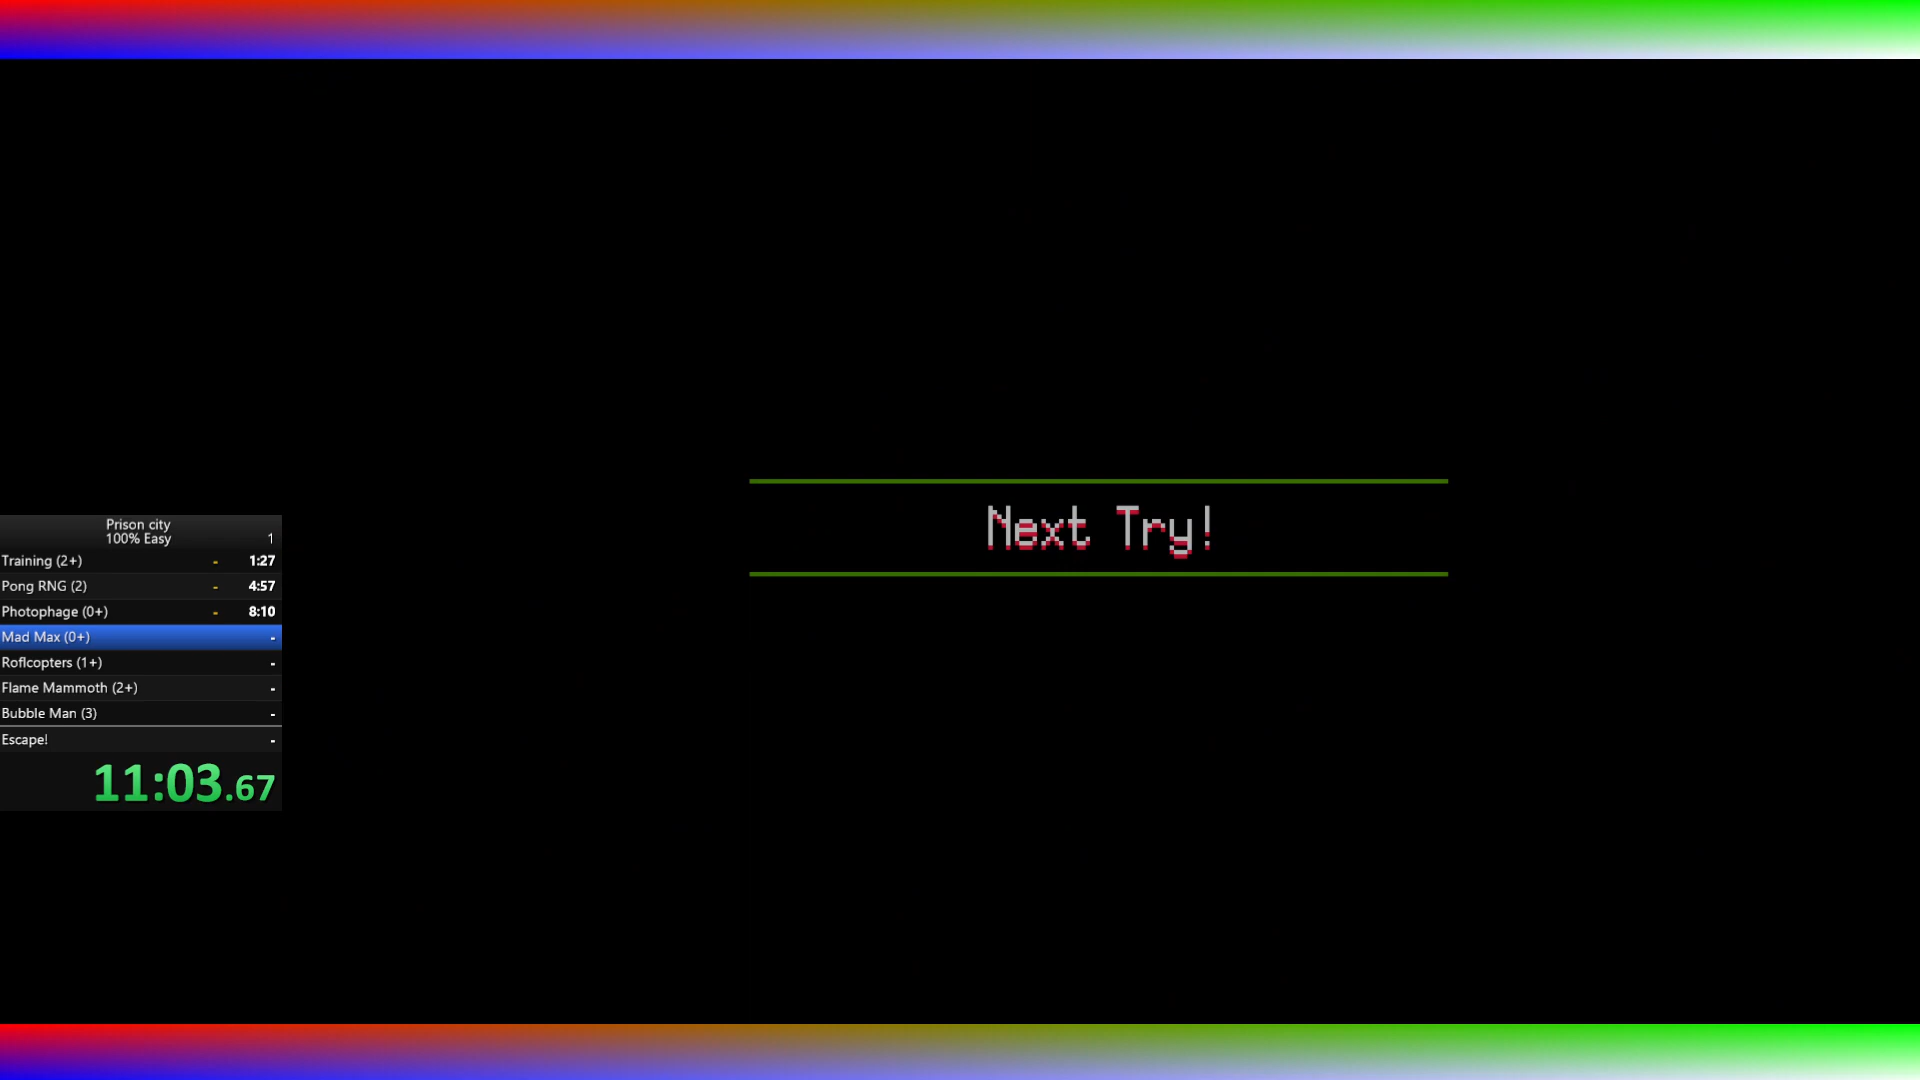 Next Try!
Prison city
100% Easy 1
Training (2+) - 1:27
Pong RNG (2) - 4:57
Photophage (0+) - 8:10
Mad Max (0+) -
Roflcopters (1+) -
Flame Mammoth (2+) -
Bubble Man (3) -
Escape! -
11:03.67